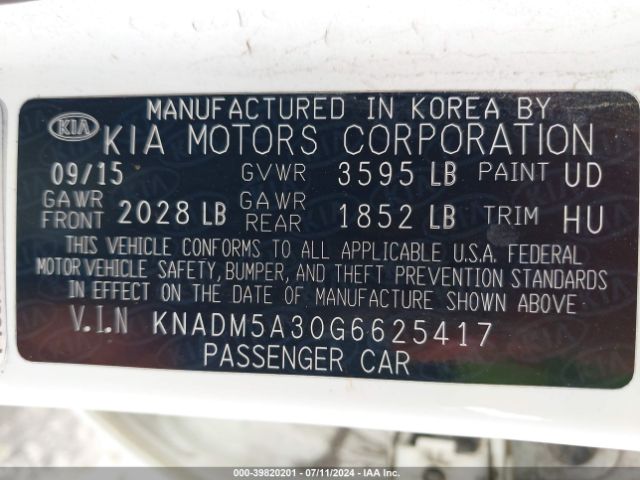 MANUFACTURED IN KOREA BY
KIA KIA MOTORS CORPORATION
09/15 GVWR 3595 LB PAINT UD
GAWR FRONT 2028 LB GAWR REAR 1852 LB TRIM HU
THIS VEHICLE CONFORMS TO ALL APPLICABLE U.S.A. FEDERAL
MOTOR VEHICLE SAFETY, BUMPER, AND THEFT PREVENTION STANDARDS
IN EFFECT ON THE DATE OF MANUFACTURE SHOWN ABOVE
V.I.N KNADM5A30G6625417
PASSENGER CAR
000-39820201 - 07/11/2024 - IAA Inc.